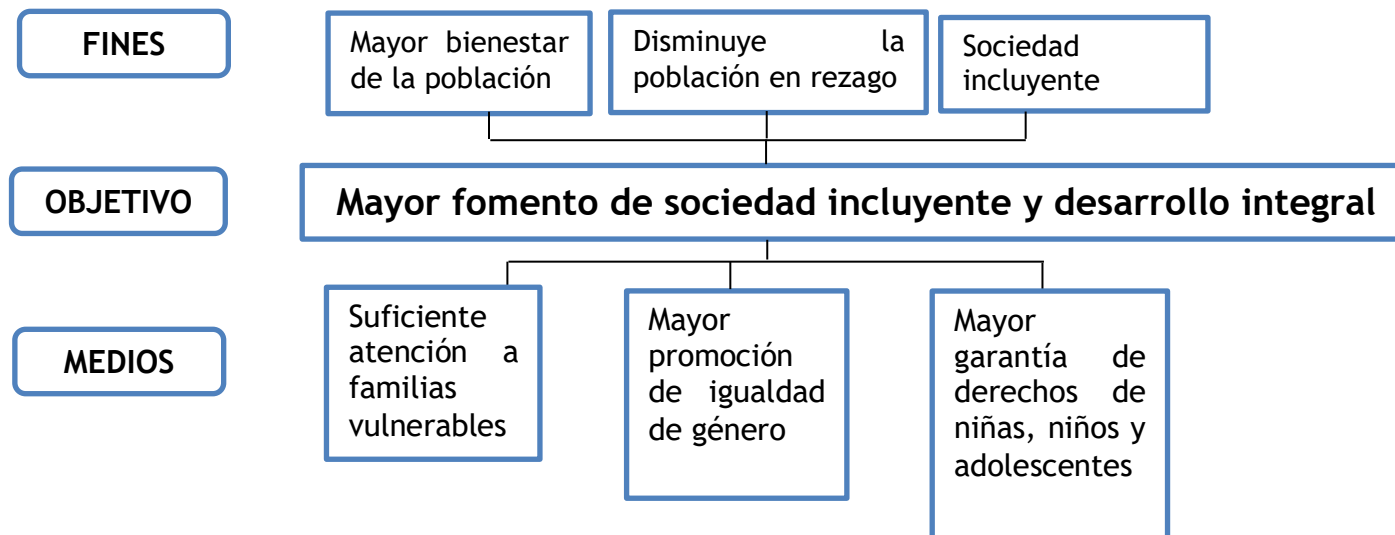 FINES
Mayor bienestar
de la población
Disminuye la
población en rezago
Sociedad
incluyente
OBJETIVO
Mayor fomento de sociedad incluyente y desarrollo integral
MEDIOS
Suficiente
atención a
familias
vulnerables
Mayor
promoción
de igualdad
de género
Mayor
garantía de
derechos de
niñas, niños y
adolescentes